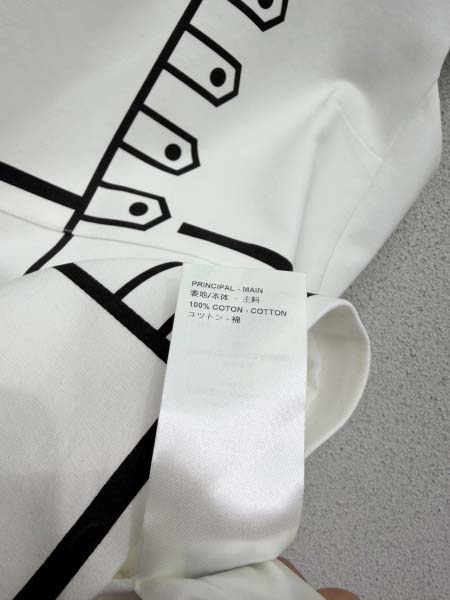 PRINCIPAL - MAIN
表地/本体 - 主料
100% COTON - COTTON
コットン - 棉